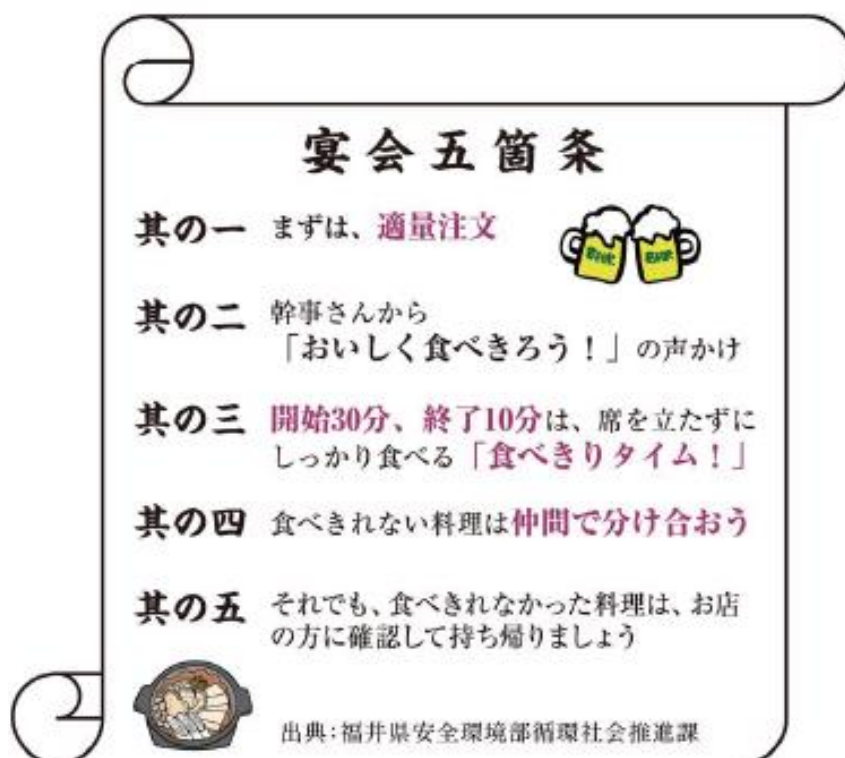 宴会五箇条
其の一 まずは、適量注文
其の二 幹事さんから
「おいしく食べきろう！」の声かけ
其の三 開始30分、終了10分は、席を立たずに
しっかり食べる「食べきりタイム！」
其の四 食べきれない料理は仲間で分け合おう
其の五 それでも、食べきれなかった料理は、お店
の方に確認して持ち帰りましょう
出典：福井県安全環境部循環社会推進課